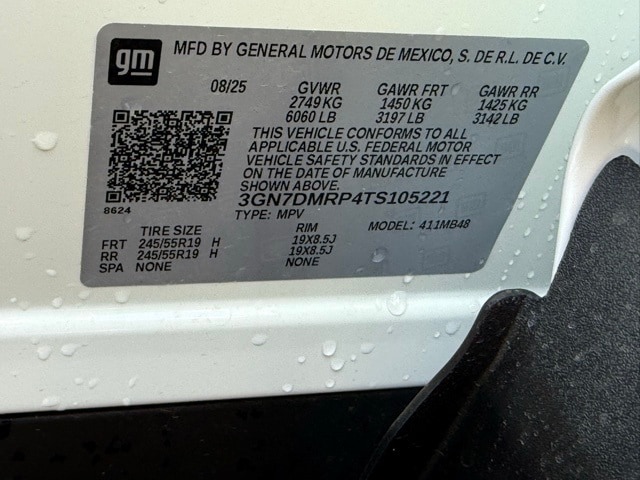 gm
MFD BY GENERAL MOTORS DE MEXICO, S. DE R.L. DE C.V.
08/25 GVWR GAWR FRT GAWR RR
2749 KG 1450 KG 1425 KG
6060 LB 3197 LB 3142 LB
THIS VEHICLE CONFORMS TO ALL
APPLICABLE U.S. FEDERAL MOTOR
VEHICLE SAFETY STANDARDS IN EFFECT
ON THE DATE OF MANUFACTURE
SHOWN ABOVE.
3GN7DMRP4TS105221
8624 TYPE: MPV MODEL: 411MB48
TIRE SIZE RIM
FRT 245/55R19 H 19X8.5J
RR 245/55R19 H 19X8.5J
SPA NONE NONE